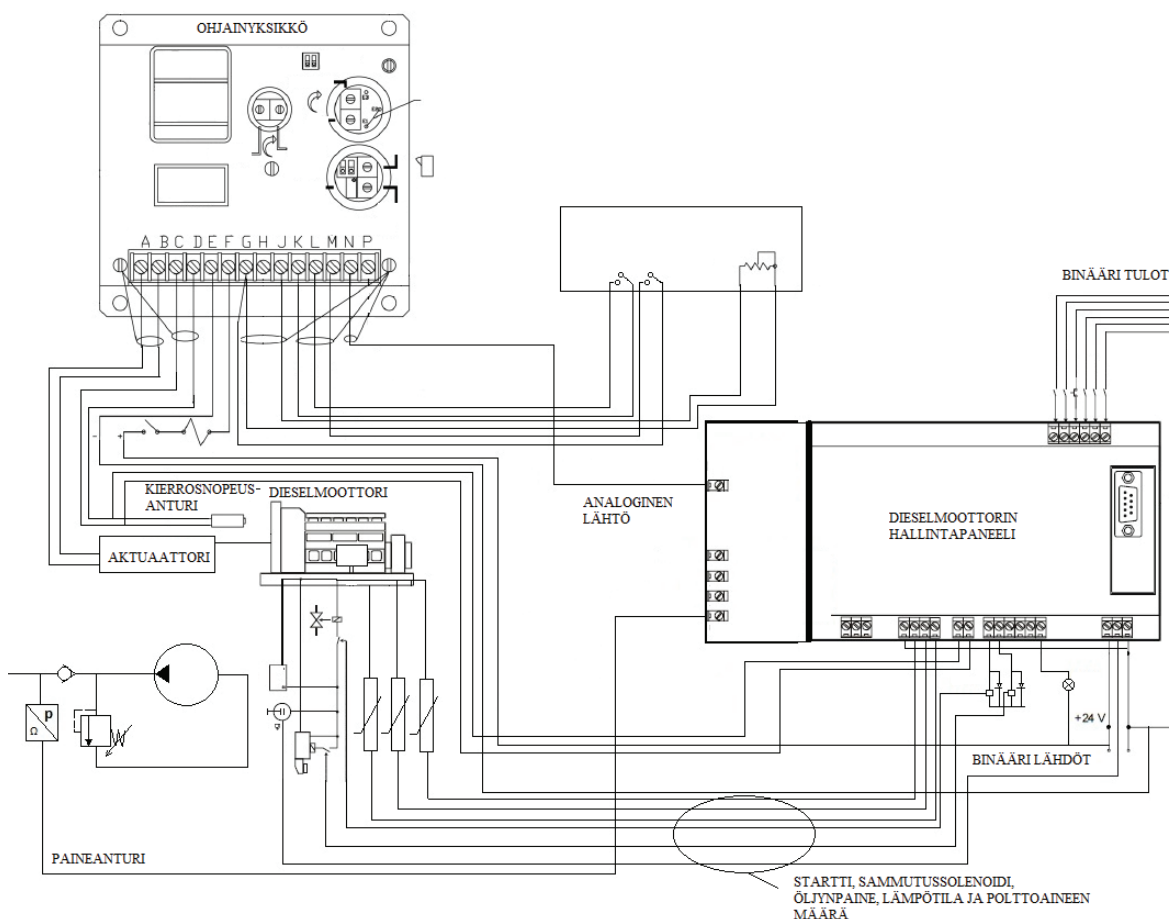 OHJAINYKSIKKÖ
A B C D E F G H J K L M N P
BINÄÄRI TULOT
- +
KIERROSNOPEUS-
ANTURI
DIESELMOOTTORI
ANALOGINEN
LÄHTÖ
DIESELMOOTTORIN
HALLINTAPANEELI
AKTUAATTORI
p
Ω
+24 V
BINÄÄRI LÄHDÖT
PAINEANTURI
STARTTI, SAMMUTUSSOLENOIDI,
ÖLJYNPAINE, LÄMPÖTILA JA POLTTOAINEEN
MÄÄRÄ